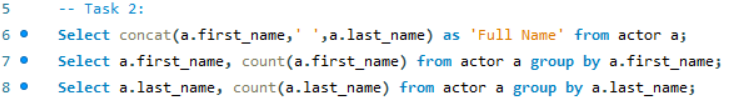 5 -- Task 2:
6 Select concat(a.first_name,' ',a.last_name) as 'Full Name' from actor a;
7 Select a.first_name, count(a.first_name) from actor a group by a.first_name;
8 Select a.last_name, count(a.last_name) from actor a group by a.last_name;